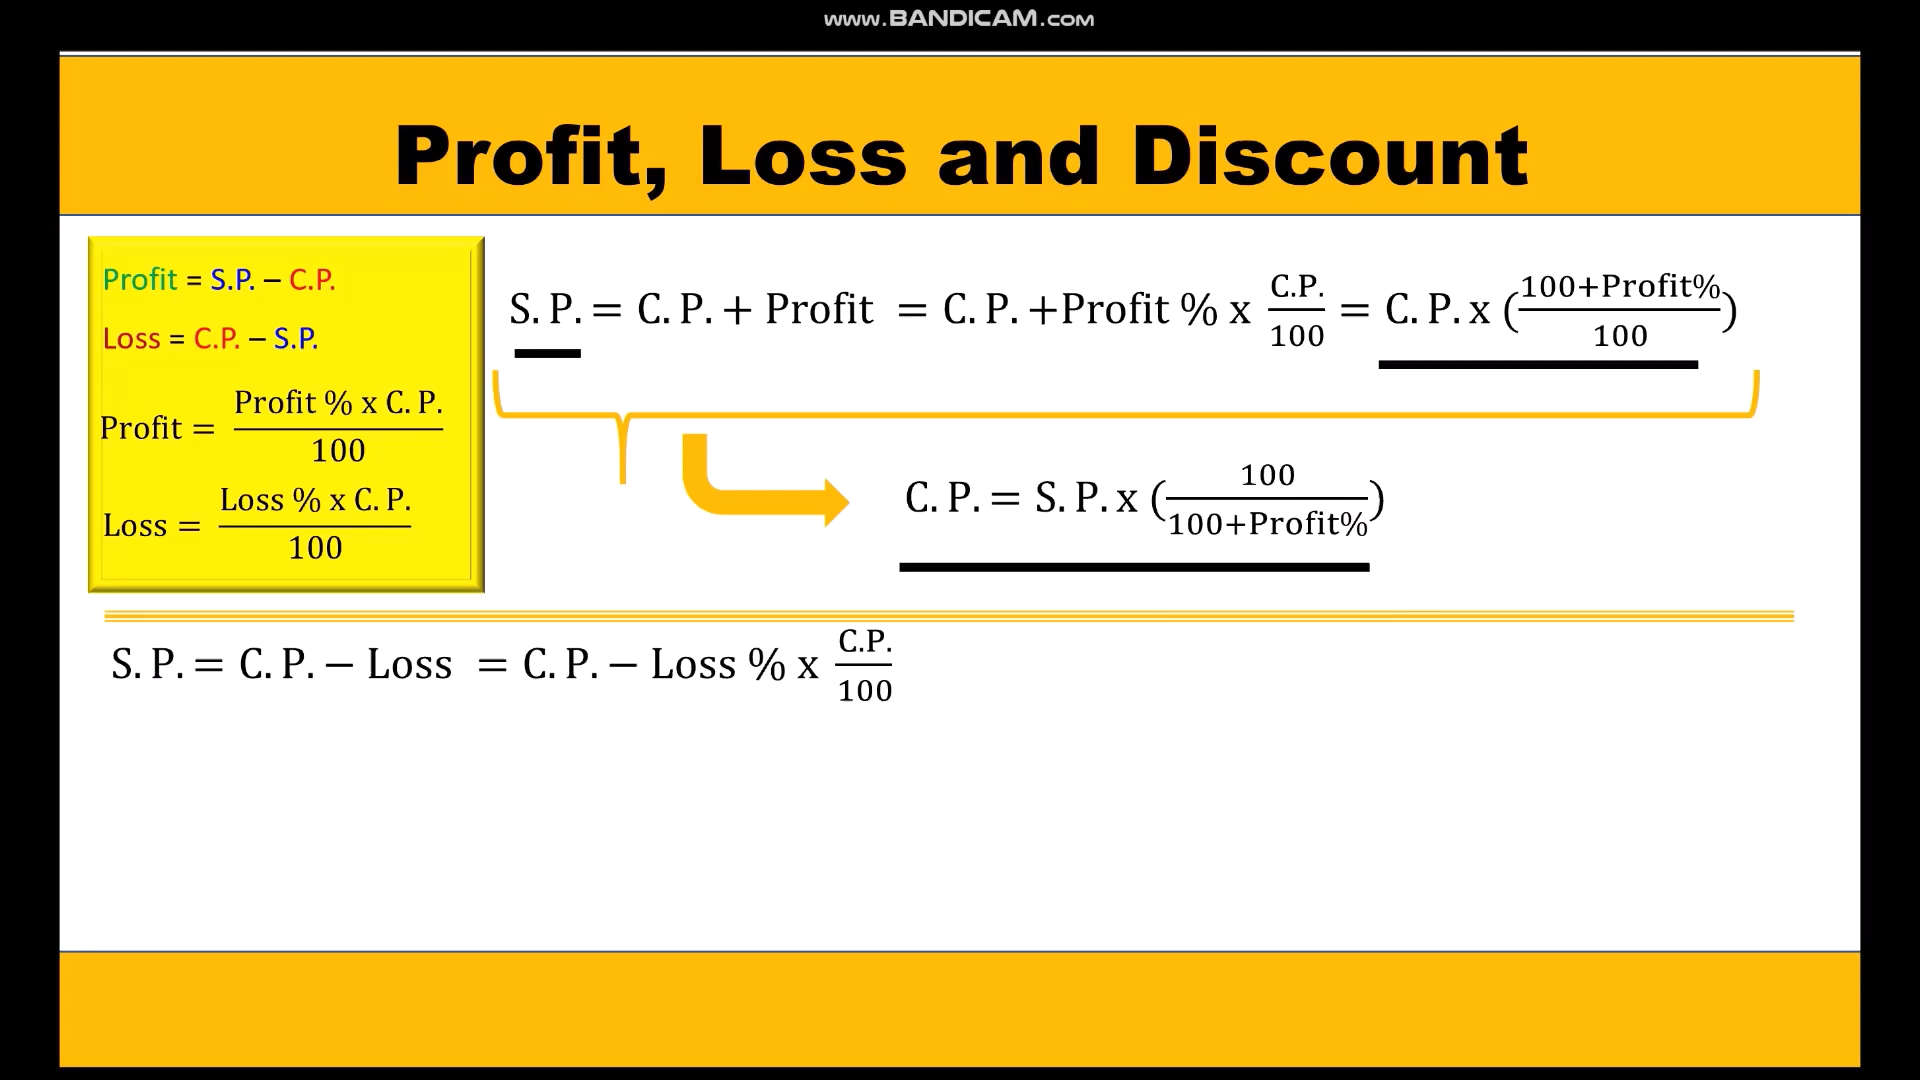 www.BANDICAM.com
Profit, Loss and Discount
Profit = S.P. – C.P.
Loss = C.P. – S.P.
Profit = Profit % x C. P. / 100
Loss = Loss % x C. P. / 100
S. P. = C. P. + Profit = C. P. +Profit % x C.P./100 = C. P. x (100+Profit%/100)
C. P. = S. P. x (100/100+Profit%)
S. P. = C. P. − Loss = C. P. − Loss % x C.P./100